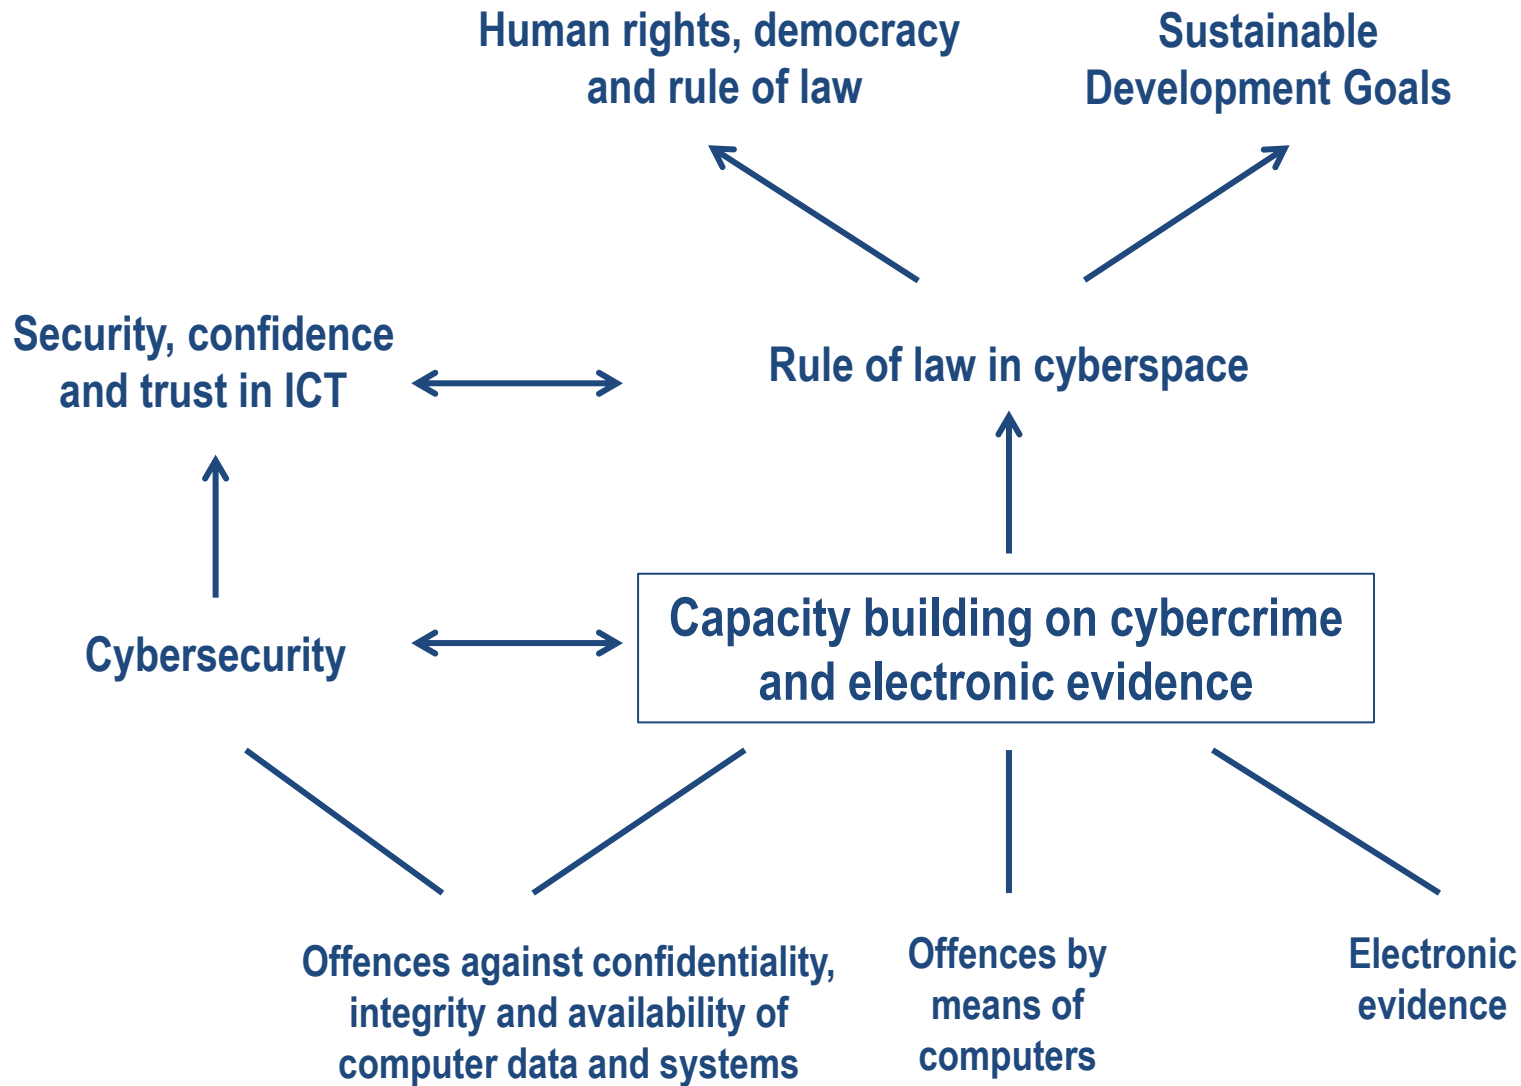 Human rights, democracy
and rule of law
Sustainable
Development Goals
Security, confidence
and trust in ICT
Rule of law in cyberspace
Cybersecurity
Capacity building on cybercrime
and electronic evidence
Offences against confidentiality,
integrity and availability of
computer data and systems
Offences by
means of
computers
Electronic
evidence